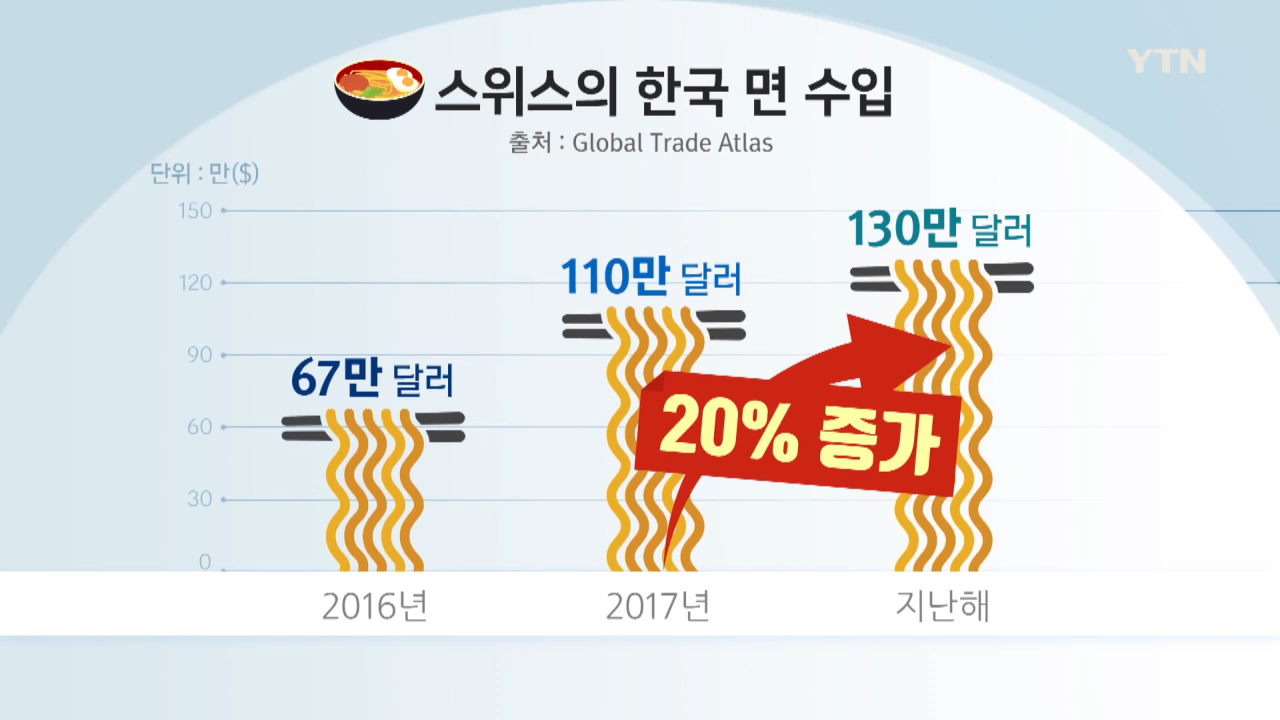 YTN
스위스의 한국 면 수입
출처 : Global Trade Atlas
단위 : 만($)
150
120
90
60
30
0
67만 달러
110만 달러
130만 달러
20% 증가
2016년
2017년
지난해